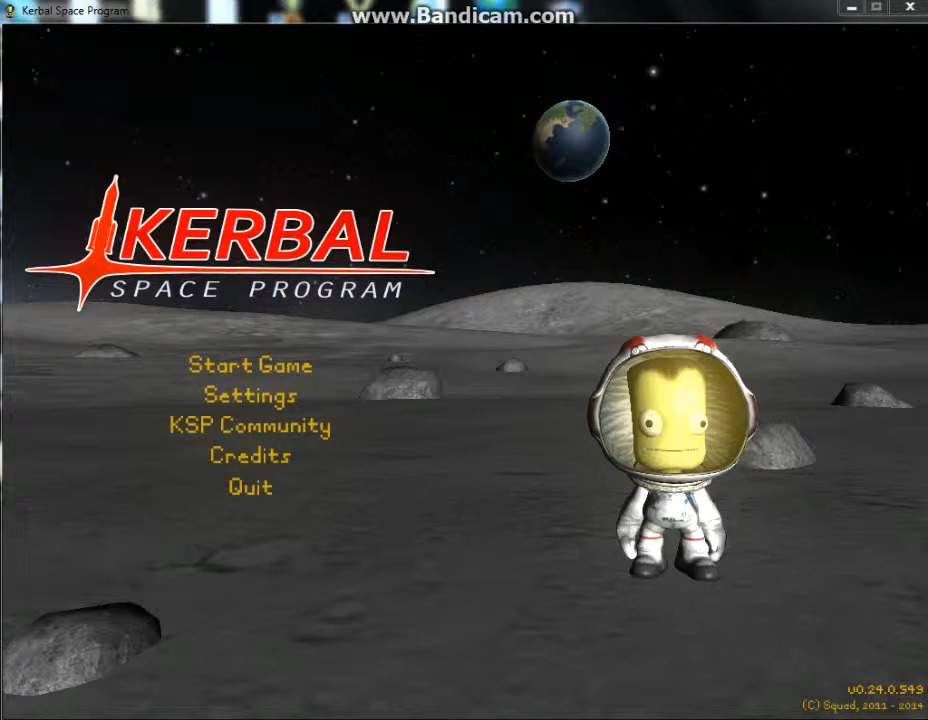 Kerbal Space Program
www.Bandicam.com
KERBAL
SPACE PROGRAM
Start Game
Settings
KSP Community
Credits
Quit
v0.24.0.549
(C) Squad, 2011 - 2014